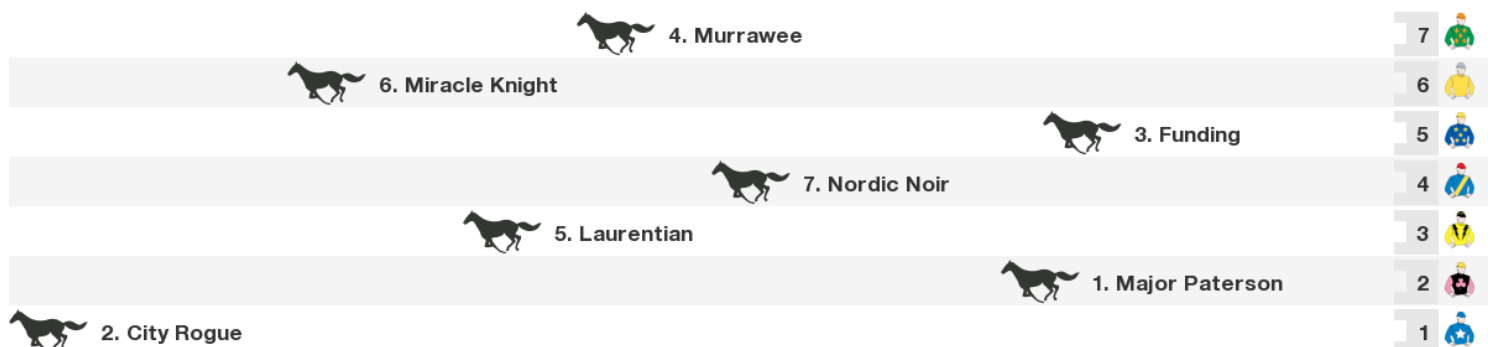 4. Murrawee 7
6. Miracle Knight 6
3. Funding 5
7. Nordic Noir 4
5. Laurentian 3
1. Major Paterson 2
2. City Rogue 1